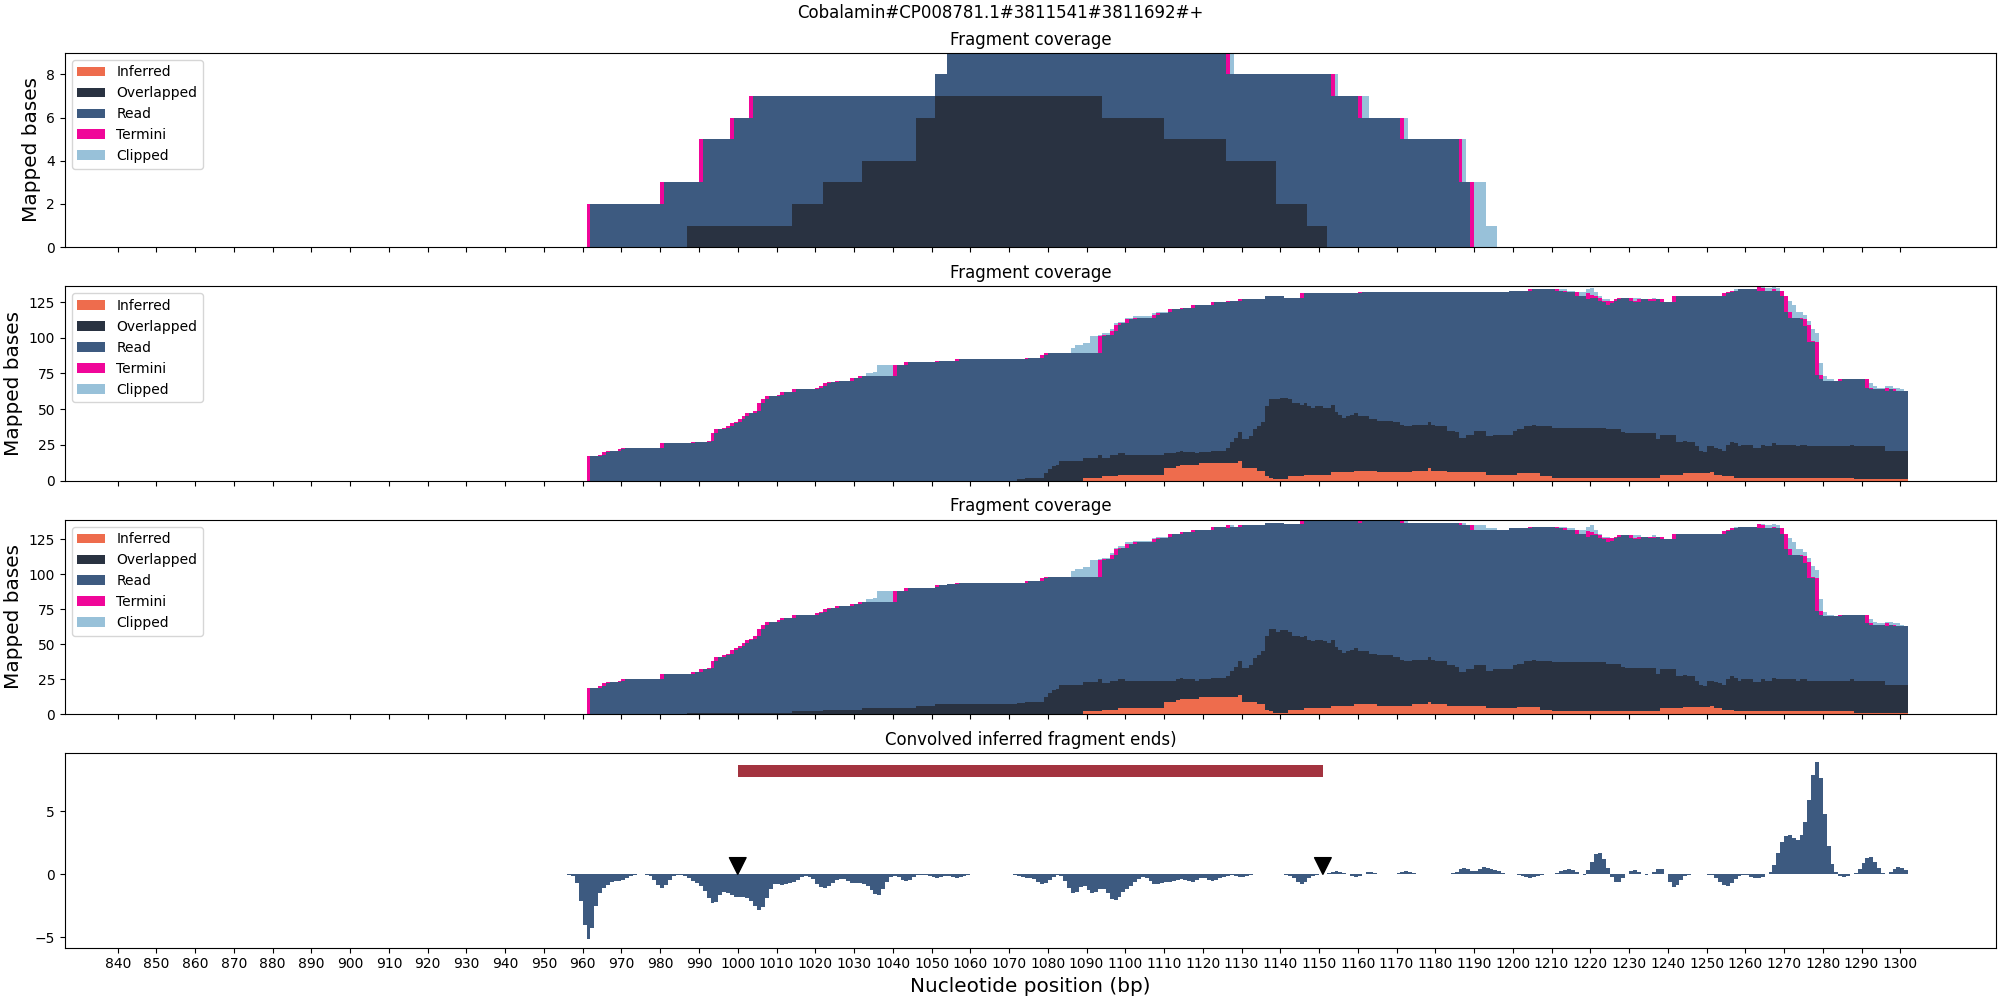 Cobalamin#CP008781.1#3811541#3811692#+
Fragment coverage
Mapped bases
8
6
4
2
0
Inferred
Overlapped
Read
Termini
Clipped
Fragment coverage
Mapped bases
125
100
75
50
25
0
Inferred
Overlapped
Read
Termini
Clipped
Fragment coverage
Mapped bases
125
100
75
50
25
0
Inferred
Overlapped
Read
Termini
Clipped
Convolved inferred fragment ends)
5
0
−5
840 850 860 870 880 890 900 910 920 930 940 950 960 970 980 990 1000 1010 1020 1030 1040 1050 1060 1070 1080 1090 1100 1110 1120 1130 1140 1150 1160 1170 1180 1190 1200 1210 1220 1230 1240 1250 1260 1270 1280 1290 1300
Nucleotide position (bp)